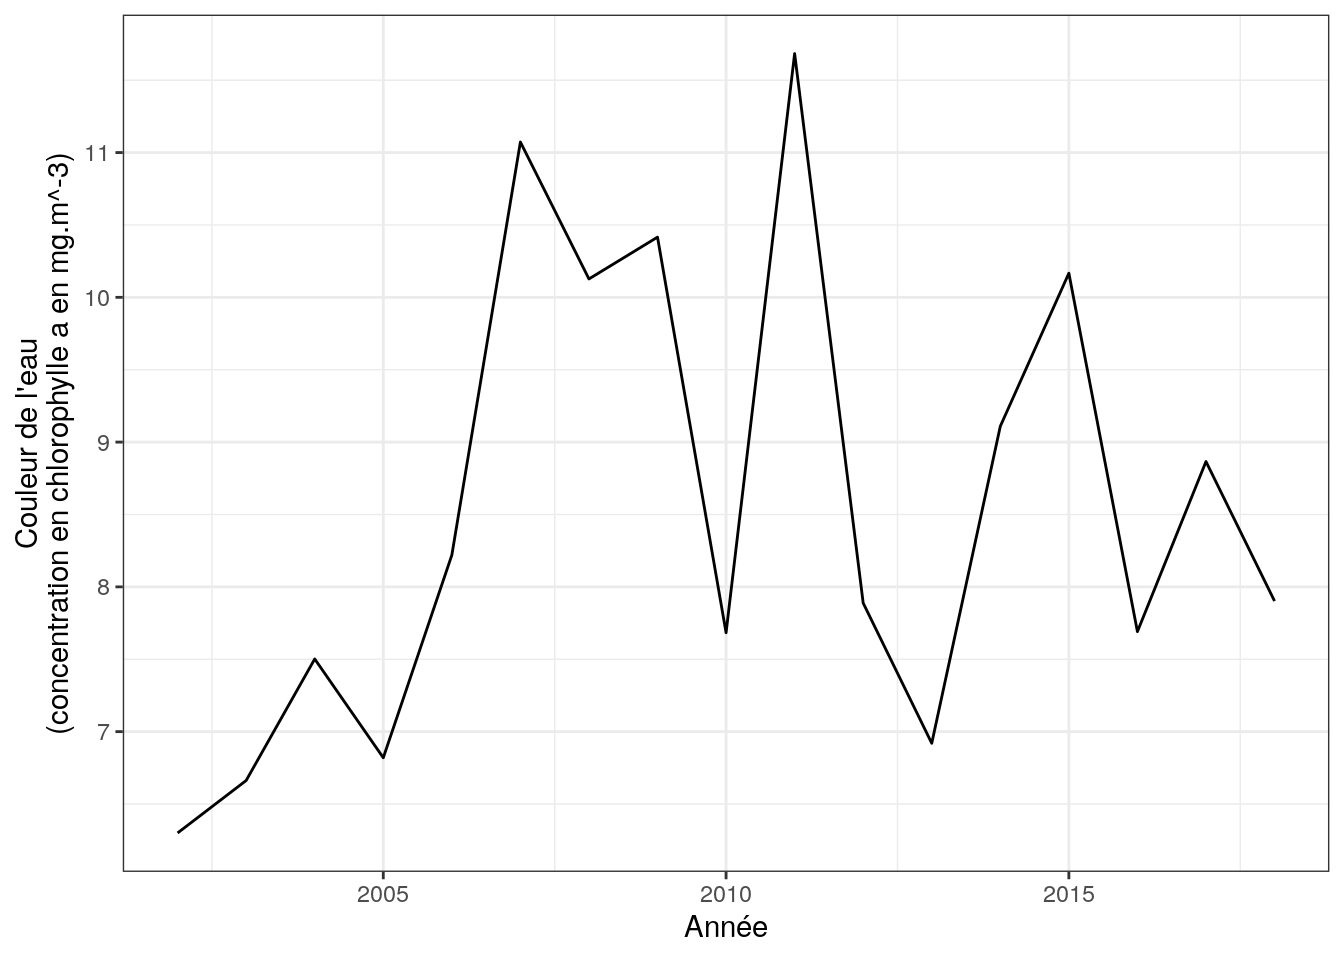 Couleur de l'eau
(concentration en chlorophylle a en mg.m^-3)
11
10
9
8
7
2005
2010
2015
Année